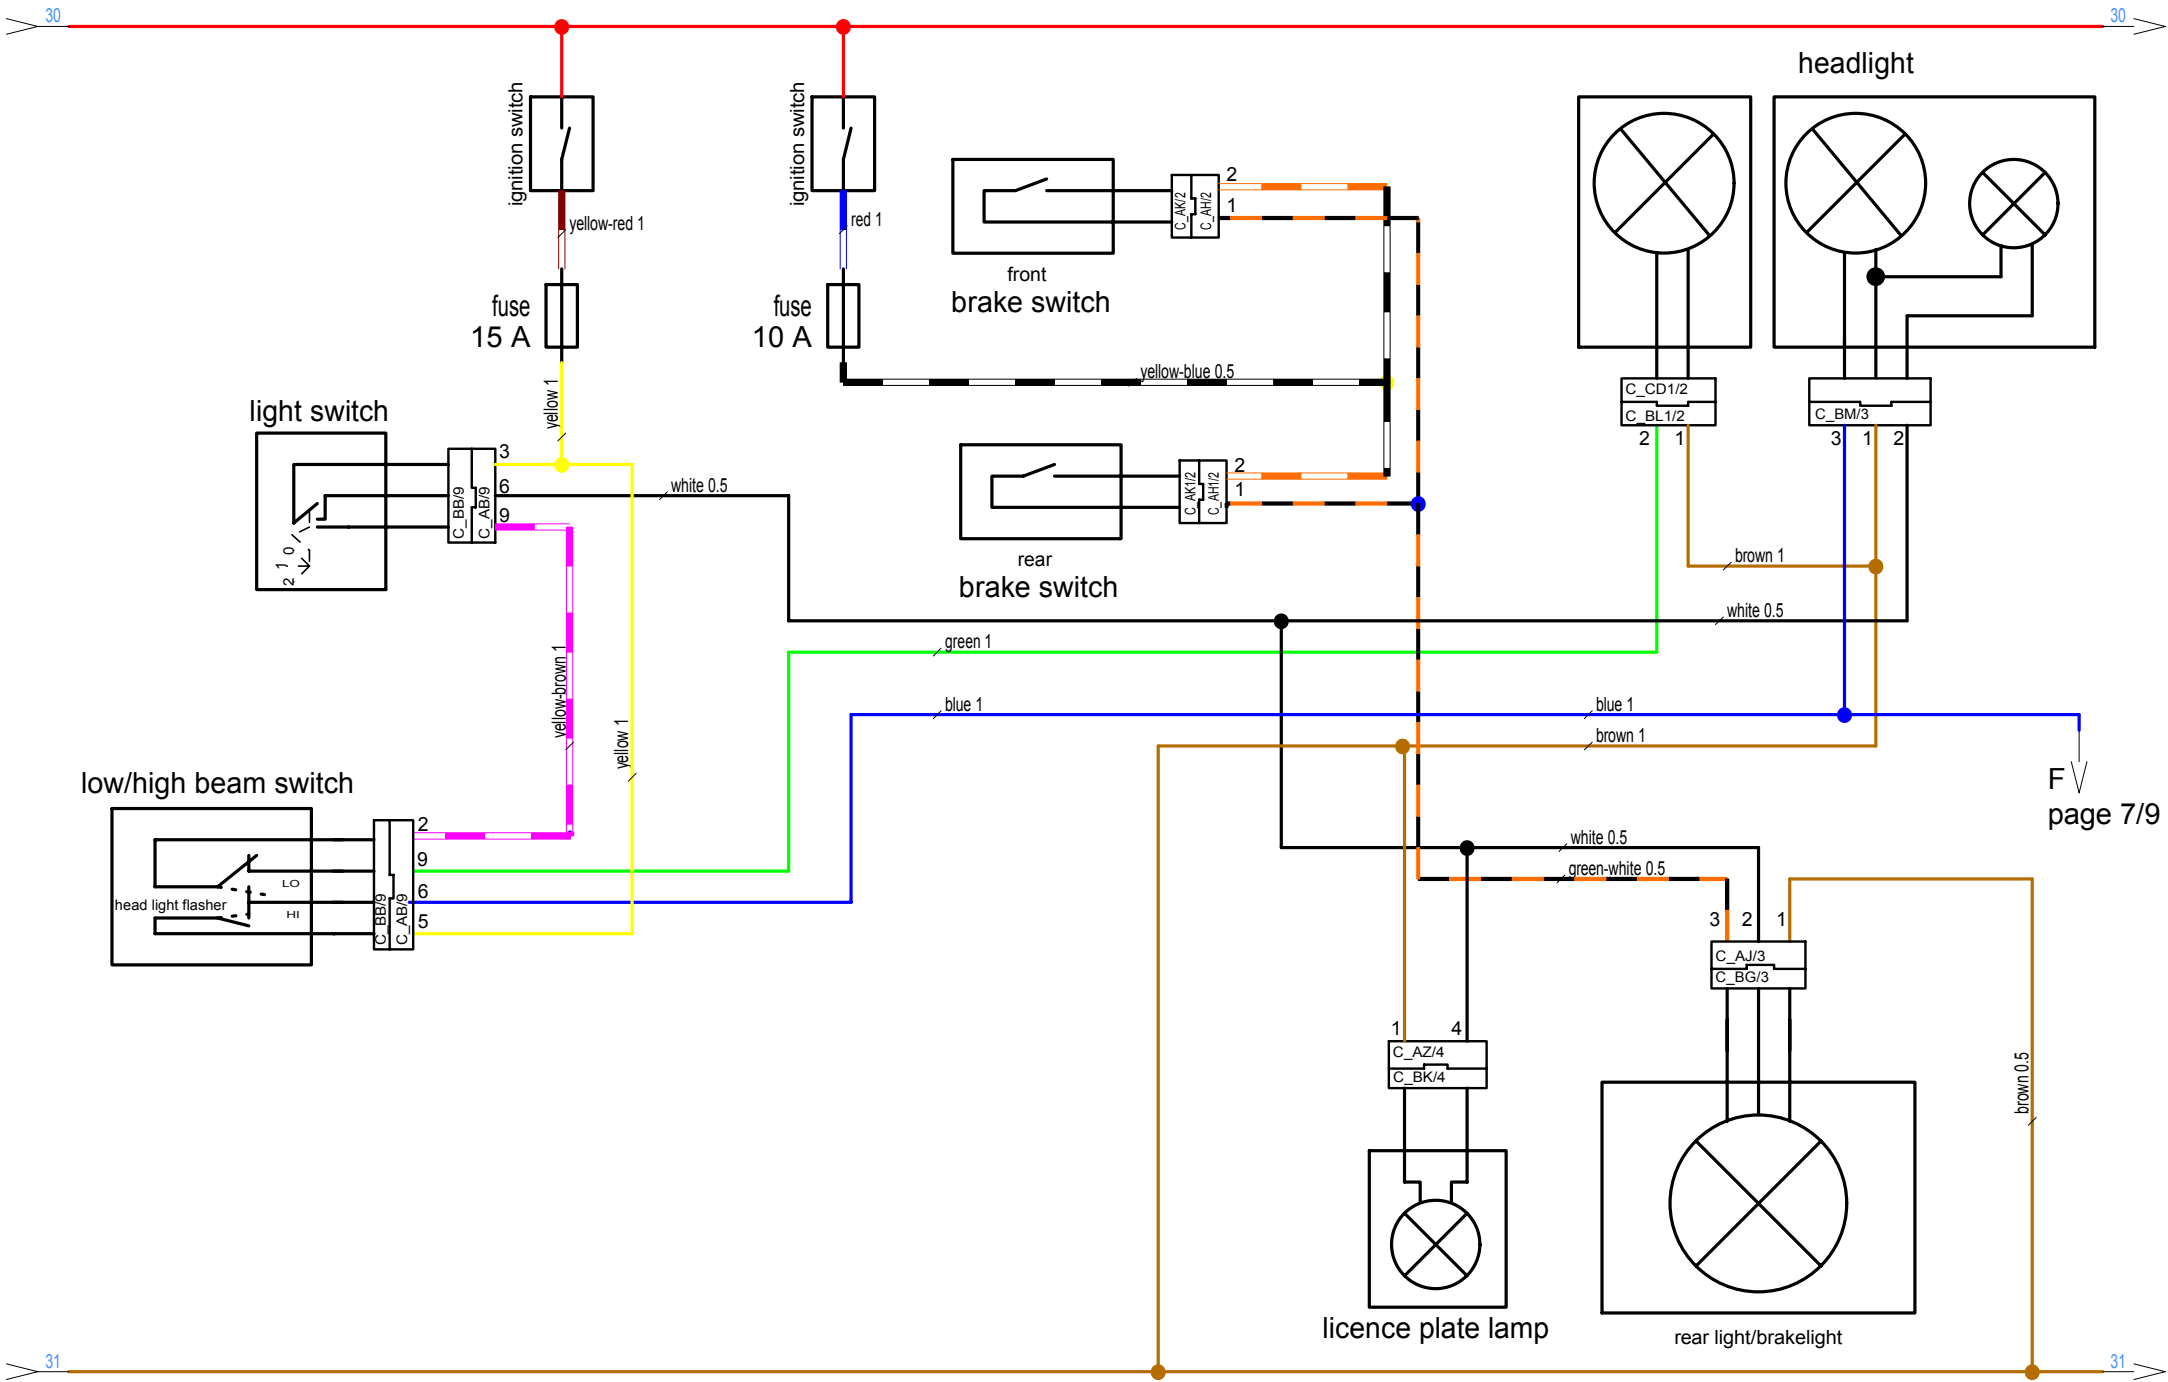 30
30
headlight
ignition switch
ignition switch
yellow-red 1
red 1
C_AK/2
C_AH/2
2
1
front
brake switch
fuse
15 A
fuse
10 A
yellow-blue 0.5
yellow 1
C_CD1/2
C_BL1/2
2
1
C_BM/3
3
1
2
light switch
C_BB/9
C_AB/9
3
6
9
white 0.5
0
1
2
C_AK1/2
C_AH1/2
2
1
rear
brake switch
brown 1
white 0.5
green 1
yellow-brown 1
yellow 1
blue 1
blue 1
brown 1
F
page 7/9
low/high beam switch
LO
HI
head light flasher
C_BB/9
C_AB/9
2
9
6
5
white 0.5
green-white 0.5
3
2
1
C_AJ/3
C_BG/3
1
4
C_AZ/4
C_BK/4
brown 0.5
licence plate lamp
rear light/brakelight
31
31